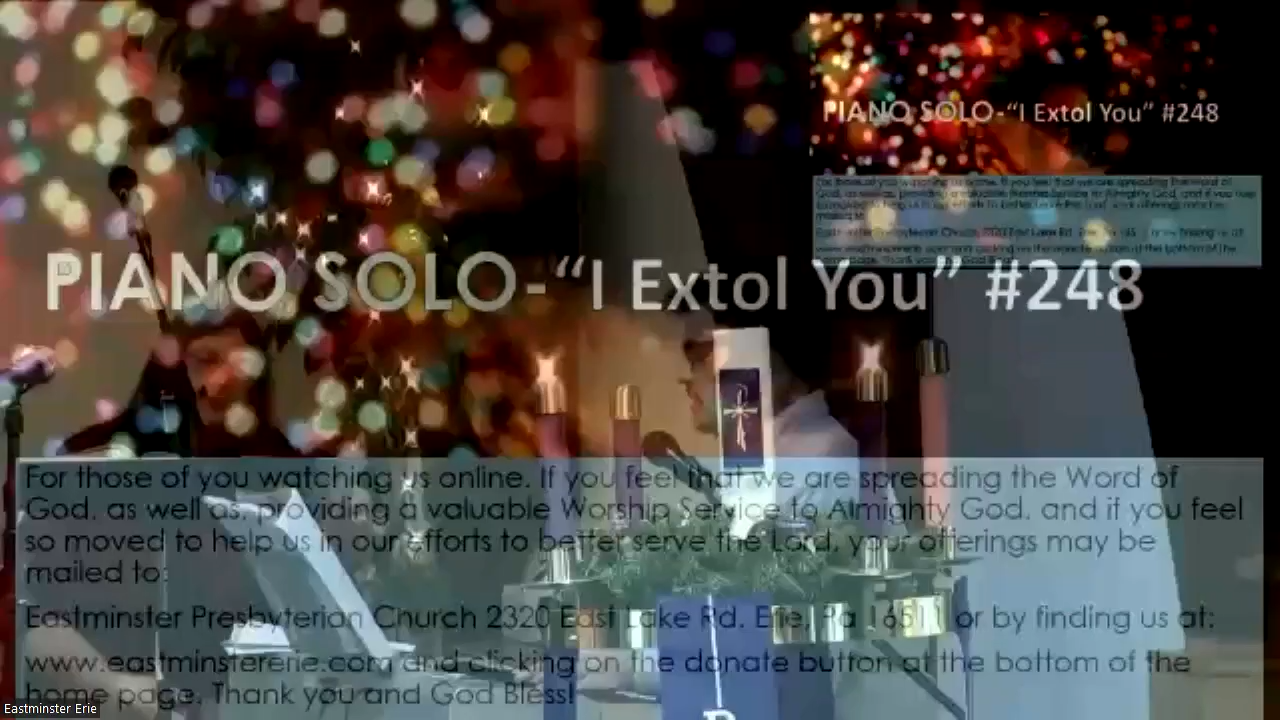 PIANO SOLO-“I Extol You” #248
PIANO SOLO-“I Extol You” #248
For those of you watching us online. If you feel that we are spreading the Word of
God, as well as, providing a valuable Worship Service to Almighty God, and if you feel
so moved to help us in our efforts to better serve the Lord, your offerings may be
mailed to:
Eastminster Presbyterian Church 2320 East Lake Rd. Erie, Pa 16511 or by finding us at:
www.eastminstererie.com and clicking on the donate button at the bottom of the
home page. Thank you and God Bless!
Eastminster Erie